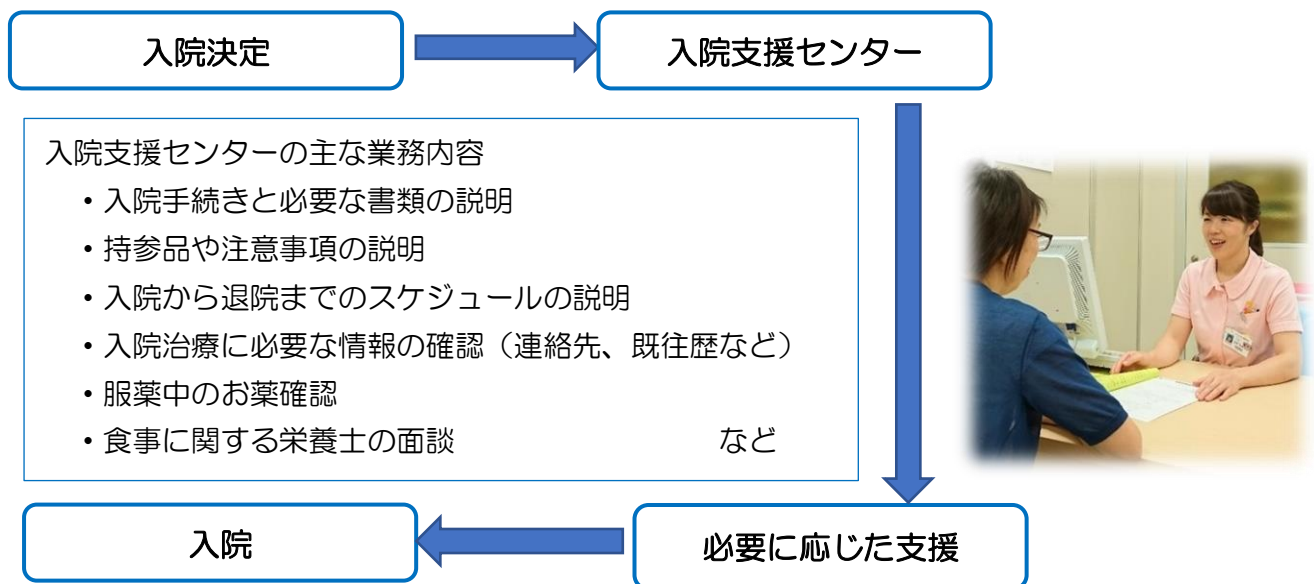 入院決定
入院支援センター
入院支援センターの主な業務内容
・入院手続きと必要な書類の説明
・持参品や注意事項の説明
・入院から退院までのスケジュールの説明
・入院治療に必要な情報の確認（連絡先、既往歴など）
・服薬中のお薬確認
・食事に関する栄養士の面談　など
必要に応じた支援
入院